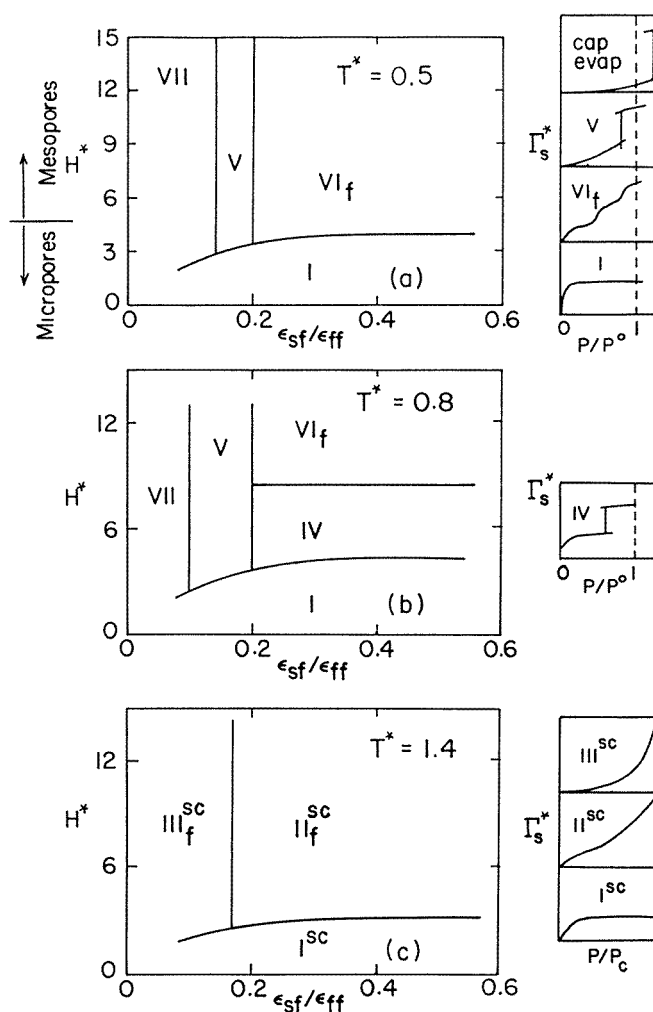 15
12
9
6
3
0
H*
Mesopores
Micropores
VII
V
VI_f
I
T* = 0.5
(a)
0
0.2
0.4
0.6
ε_sf/ε_ff
cap
evap
V
VI_f
I
Γ_s*
0
1
P/P°
12
6
0
H*
VII
V
VI_f
IV
I
T* = 0.8
(b)
0
0.2
0.4
0.6
ε_sf/ε_ff
Γ_s*
IV
0
1
P/P°
12
6
0
H*
III_f^sc
II_f^sc
I^sc
T* = 1.4
(c)
0
0.2
0.4
0.6
ε_sf/ε_ff
III^sc
II^sc
I^sc
Γ_s*
0
P/P_c